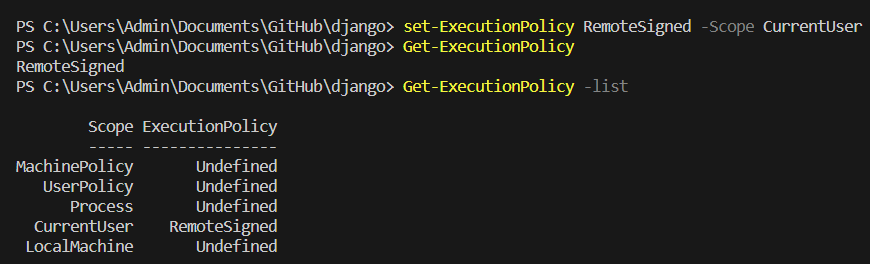 PS C:\Users\Admin\Documents\GitHub\django> set-ExecutionPolicy RemoteSigned -Scope CurrentUser
PS C:\Users\Admin\Documents\GitHub\django> Get-ExecutionPolicy
RemoteSigned
PS C:\Users\Admin\Documents\GitHub\django> Get-ExecutionPolicy -list
Scope ExecutionPolicy
----- ---------------
MachinePolicy Undefined
UserPolicy Undefined
Process Undefined
CurrentUser RemoteSigned
LocalMachine Undefined